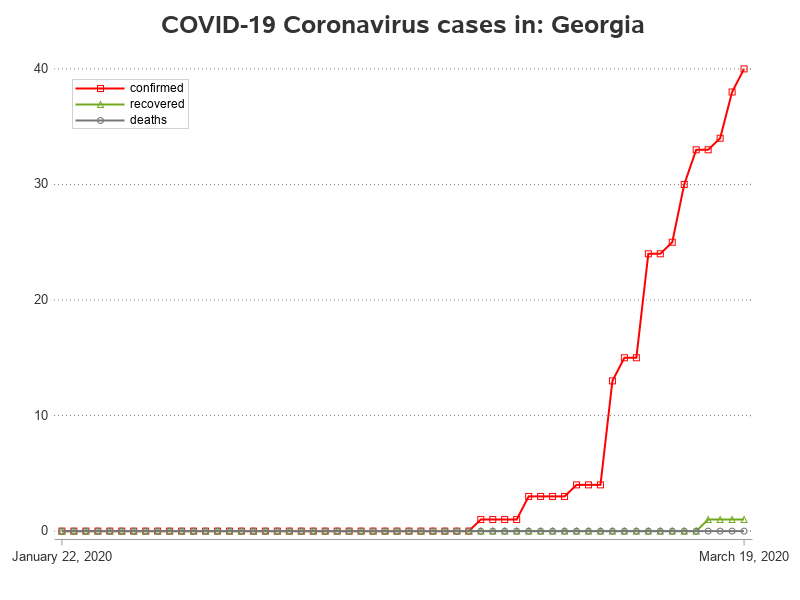 COVID-19 Coronavirus cases in: Georgia
40
confirmed
recovered
deaths
30
20
10
0
January 22, 2020
March 19, 2020